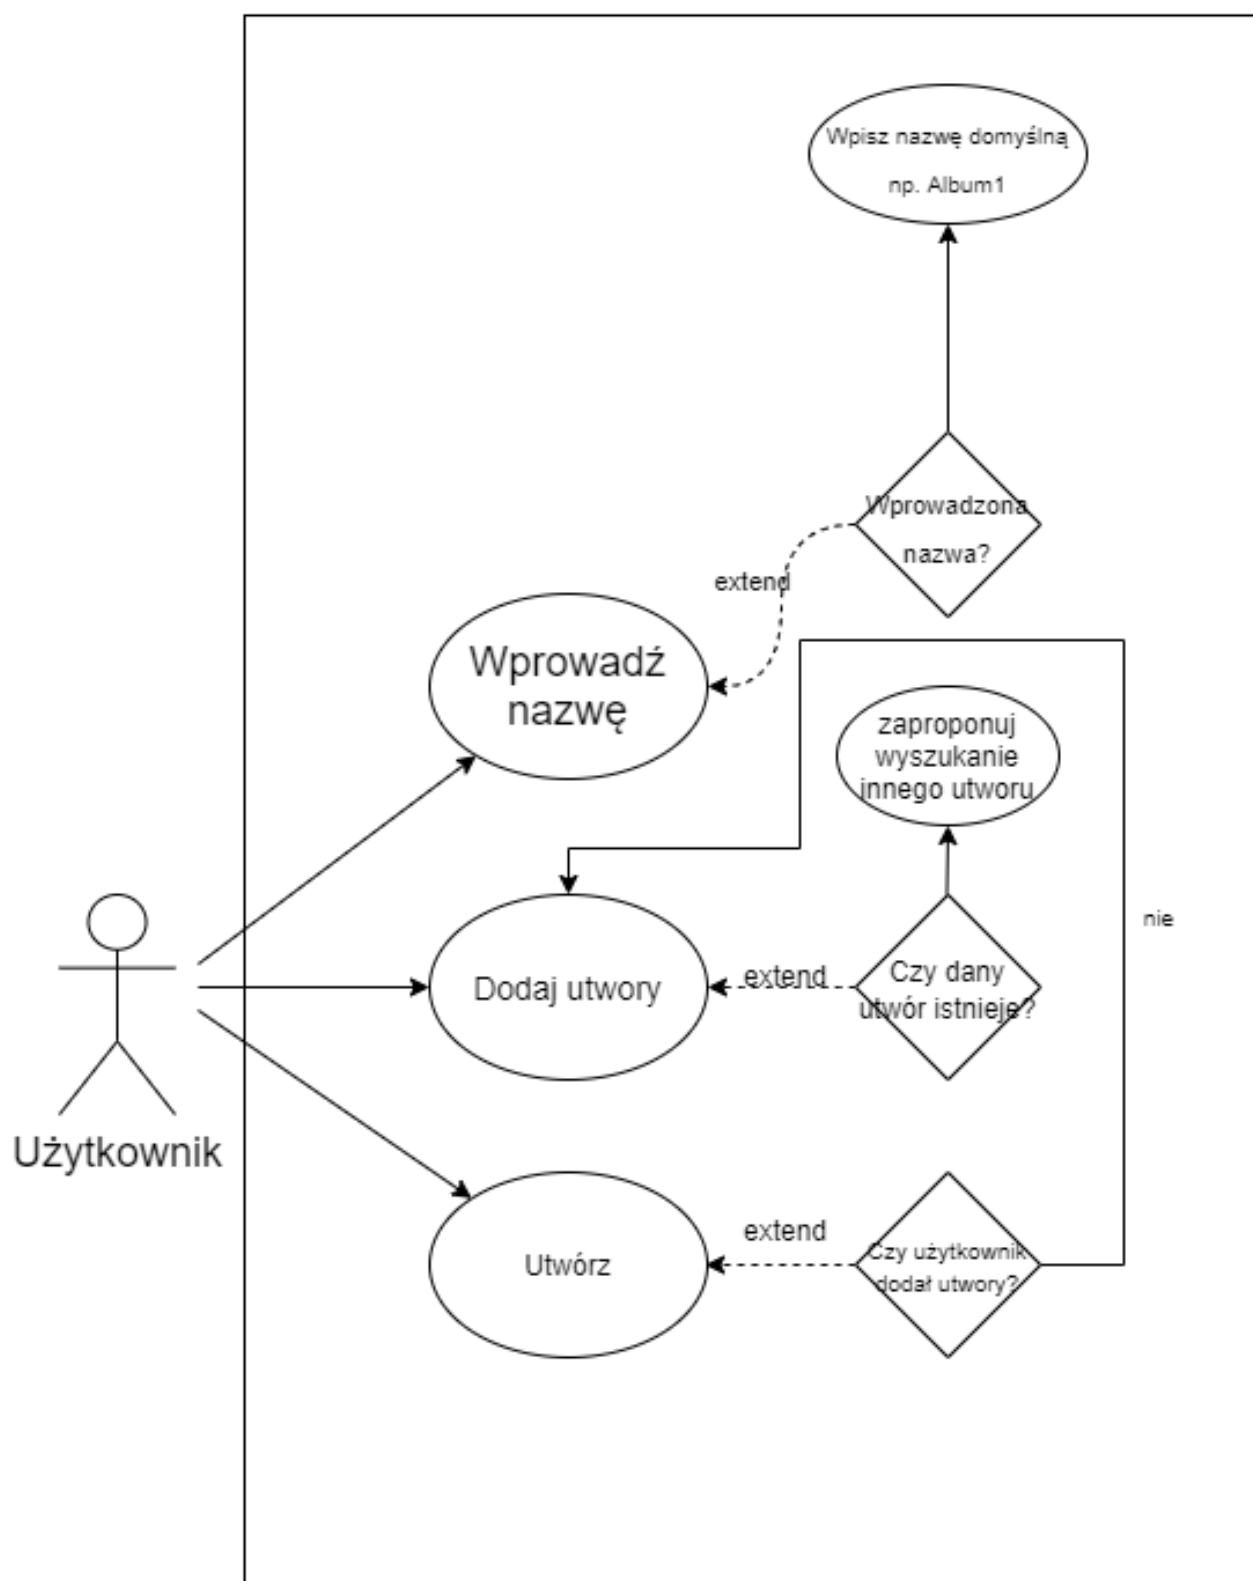 Wpisz nazwę domyślną
np. Album1
Wprowadzona
nazwa?
extend
Wprowadź
nazwę
zaproponuj
wyszukanie
innego utworu
nie
Czy dany
utwór istnieje?
extend
Dodaj utwory
Użytkownik
extend
Czy użytkownik
dodał utwory?
Utwórz